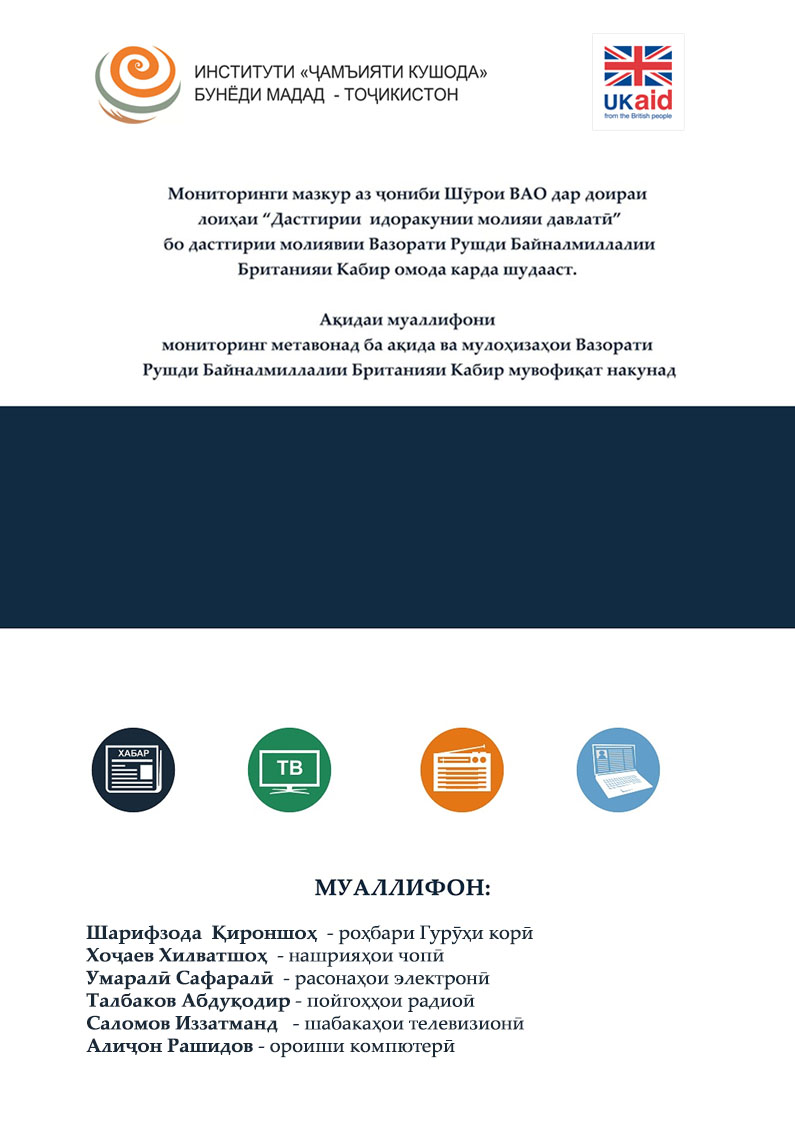 ИНСТИТУТИ «ҶАМЪИЯТИ КУШОДА»
БУНЁДИ МАДАД - ТОҶИКИСТОН
UKaid
from the British people
Мониторинги мазкур аз ҷониби Шӯрои ВАО дар доираи
лоиҳаи “Дастгирии идоракунии молияи давлатӣ”
бо дастгирии молиявии Вазорати Рушди Байналмиллалии
Британияи Кабир омода карда шудааст.
Ақидаи муаллифони
мониторинг метавонад ба ақида ва мулоҳизаҳои Вазорати
Рушди Байналмиллалии Британияи Кабир мувофиқат накунад
ХАБАР
ТВ
МУАЛЛИФОН:
Шарифзода Қироншоҳ - роҳбари Гурӯҳи корӣ
Хоҷаев Хилватшоҳ - нашрияҳои чопӣ
Умаралӣ Сафаралӣ - расонаҳои электронӣ
Талбаков Абдуқодир - пойгоҳҳои радиоӣ
Саломов Иззатманд - шабакаҳои телевизионӣ
Алиҷон Рашидов - ороиши компютерӣ